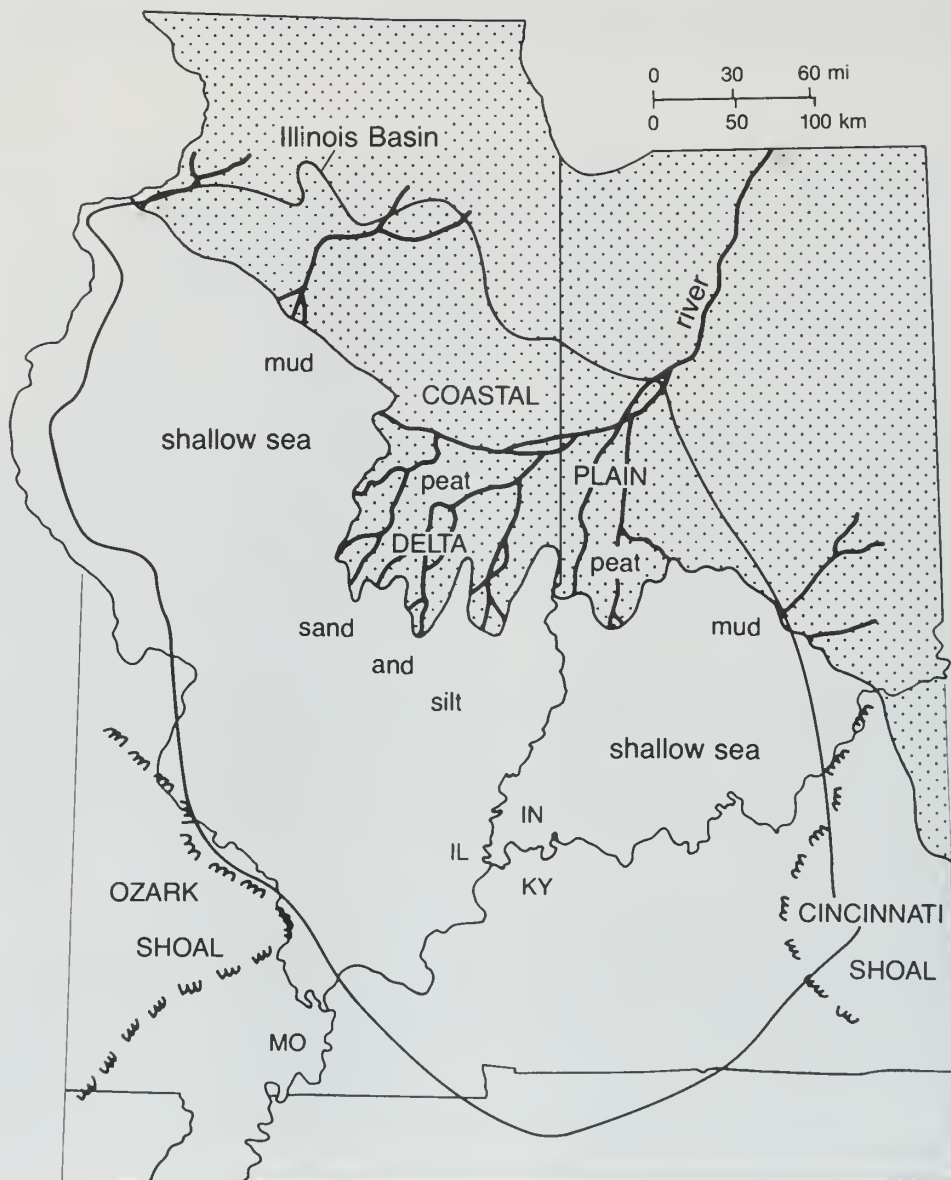 0 30 60 mi
0 50 100 km
Illinois Basin
river
mud
COASTAL
shallow sea
peat
PLAIN
DELTA
peat
sand
mud
and
silt
shallow sea
IN
IL
KY
OZARK
CINCINNATI
SHOAL
SHOAL
MO